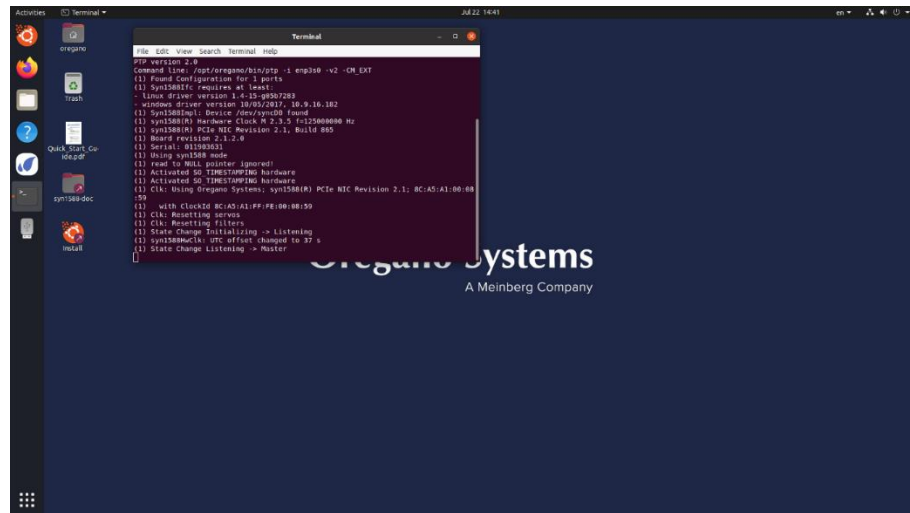 Activities
Terminal
Jul 22 14:41
en
oregano
Trash
Quick_Start_Gu-
ide.pdf
syn1588-doc
Install
Terminal
File Edit View Search Terminal Help
PTP version 2.0
Command line: /opt/oregano/bin/ptp -i enp3s0 -v2 -CM_EXT
(1) Found Configuration for 1 ports
(1) Syn1588Ifc requires at least:
- linux driver version 1.4-15-g05b7283
- windows driver version 10/05/2017, 10.9.16.182
(1) Syn1588Impl: Device /dev/syncD0 found
(1) syn1588(R) Hardware Clock M 2.3.5 f=125000000 Hz
(1) syn1588(R) PCIe NIC Revision 2.1, Build 865
(1) Board revision 2.1.2.0
(1) Serial: 011903631
(1) Using syn1588 mode
(1) read to NULL pointer ignored!
(1) Activated SO_TIMESTAMPING hardware
(1) Activated SO_TIMESTAMPING hardware
(1) Clk: Using Oregano Systems; syn1588(R) PCIe NIC Revision 2.1; 8C:A5:A1:00:08
:59
(1) with ClockId 8C:A5:A1:FF:FE:00:08:59
(1) Clk: Resetting servos
(1) Clk: Resetting filters
(1) State Change Initializing -> Listening
(1) syn1588HwClk: UTC offset changed to 37 s
(1) State Change Listening -> Master
Oregano Systems
A Meinberg Company